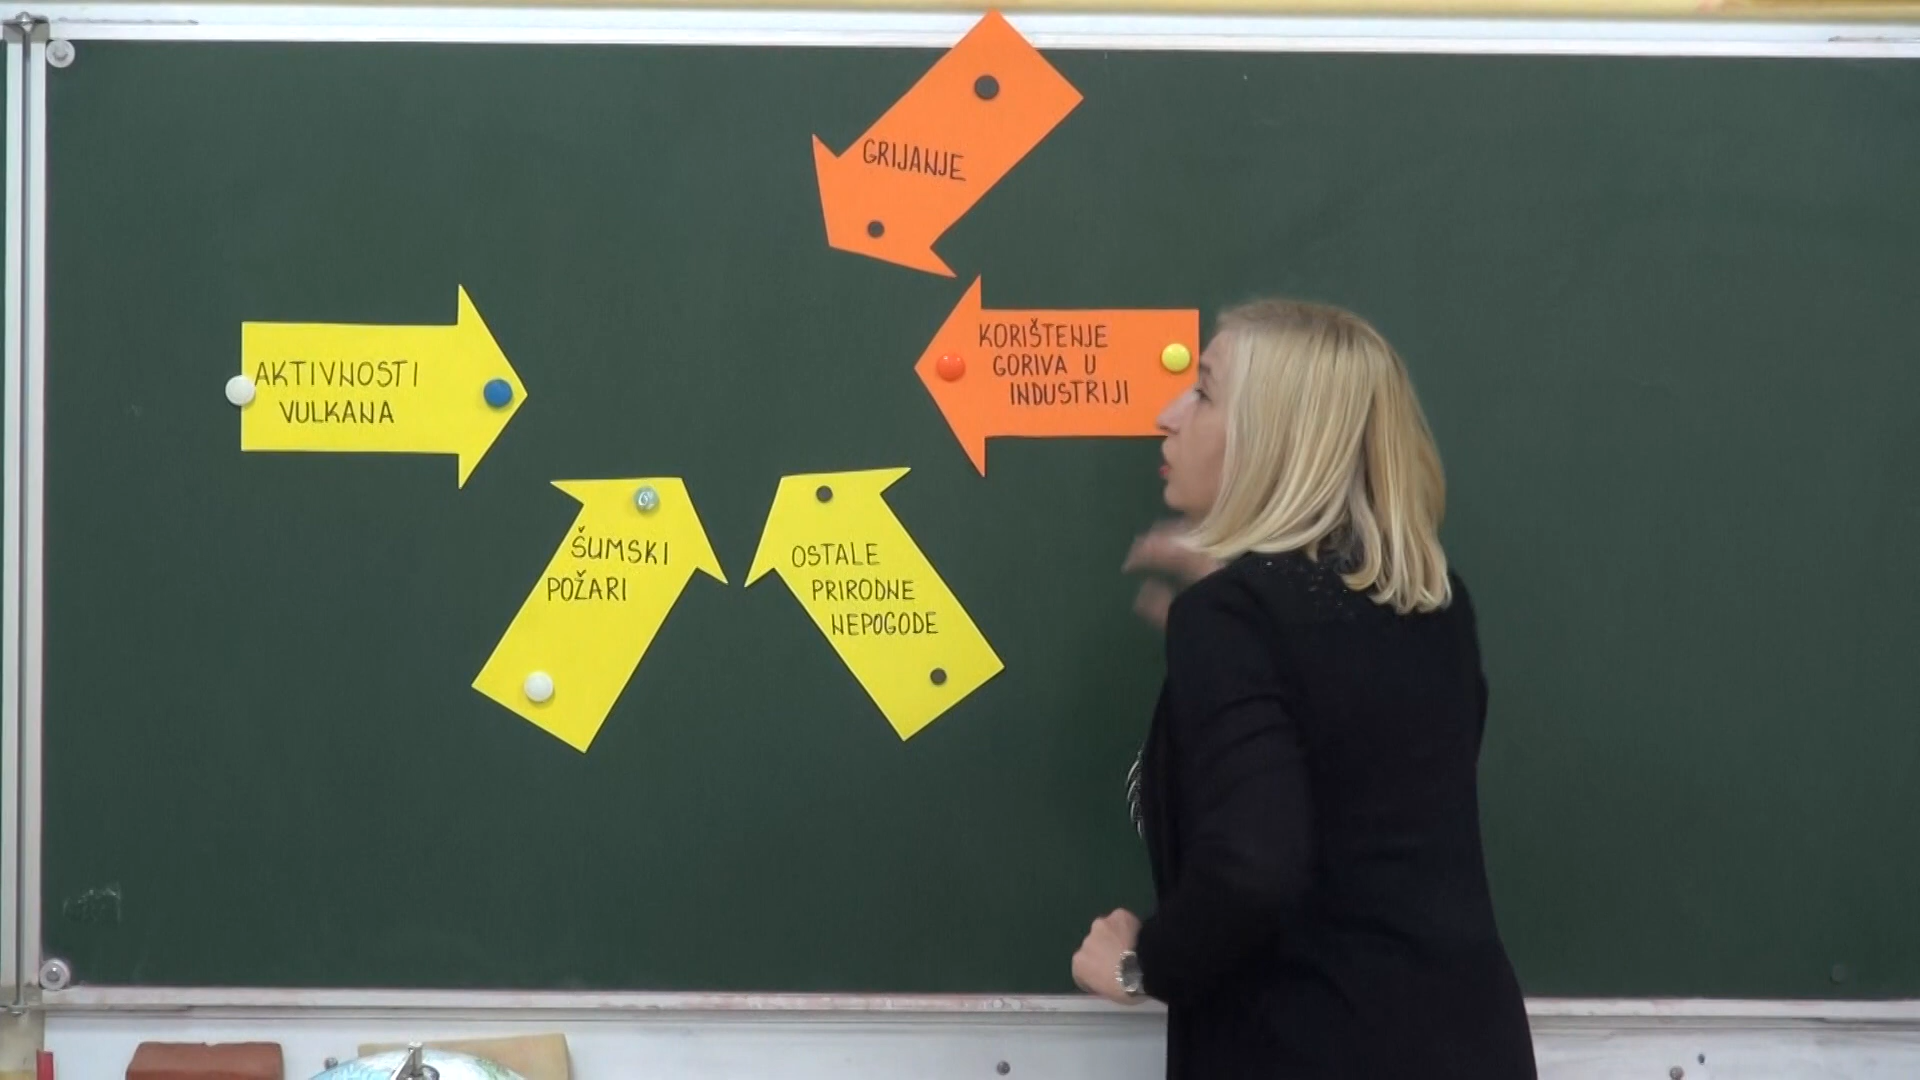 GRIJANJE
AKTIVNOSTI
VULKANA
KORIŠTENJE
GORIVA U
INDUSTRIJI
ŠUMSKI
POŽARI
OSTALE
PRIRODNE
NEPOGODE